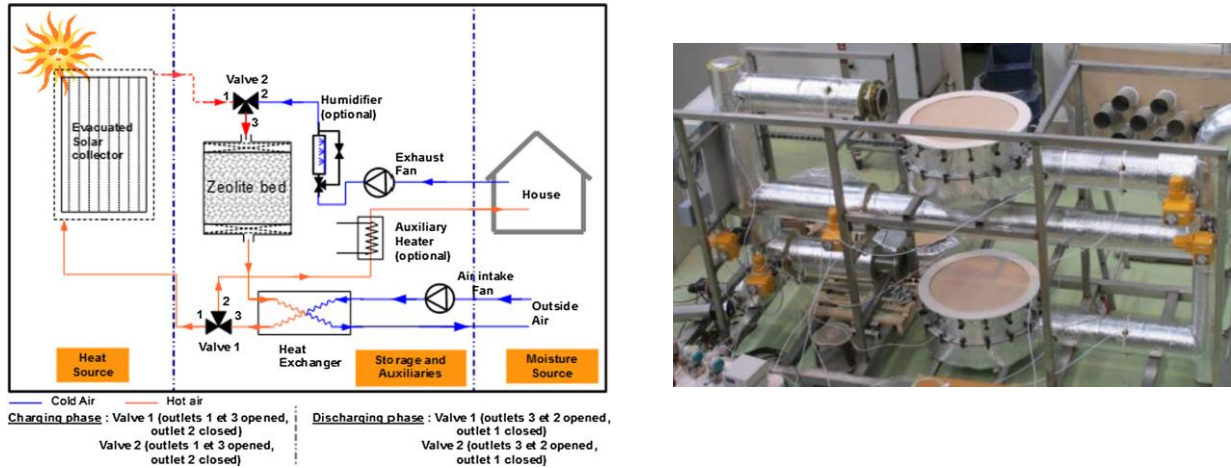 Valve 2
1
2
3
Humidifier
(optional)
Evacuated
Solar
collector
Exhaust
Fan
Zeolite bed
House
Auxiliary
Heater
(optional)
Air intake
Fan
2
1
3
Outside
Air
Valve 1
Heat
Exchanger
Heat
Source
Storage and
Auxiliaries
Moisture
Source
Cold Air
Hot air
Charging phase : Valve 1 (outlets 1 et 3 opened,
outlet 2 closed)
Valve 2 (outlets 1 et 3 opened,
outlet 2 closed)
Discharging phase : Valve 1 (outlets 3 et 2 opened,
outlet 1 closed)
Valve 2 (outlets 3 et 2 opened,
outlet 1 closed)